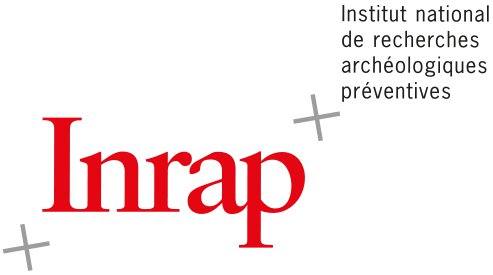 Institut national
de recherches
archéologiques
préventives
Inrap